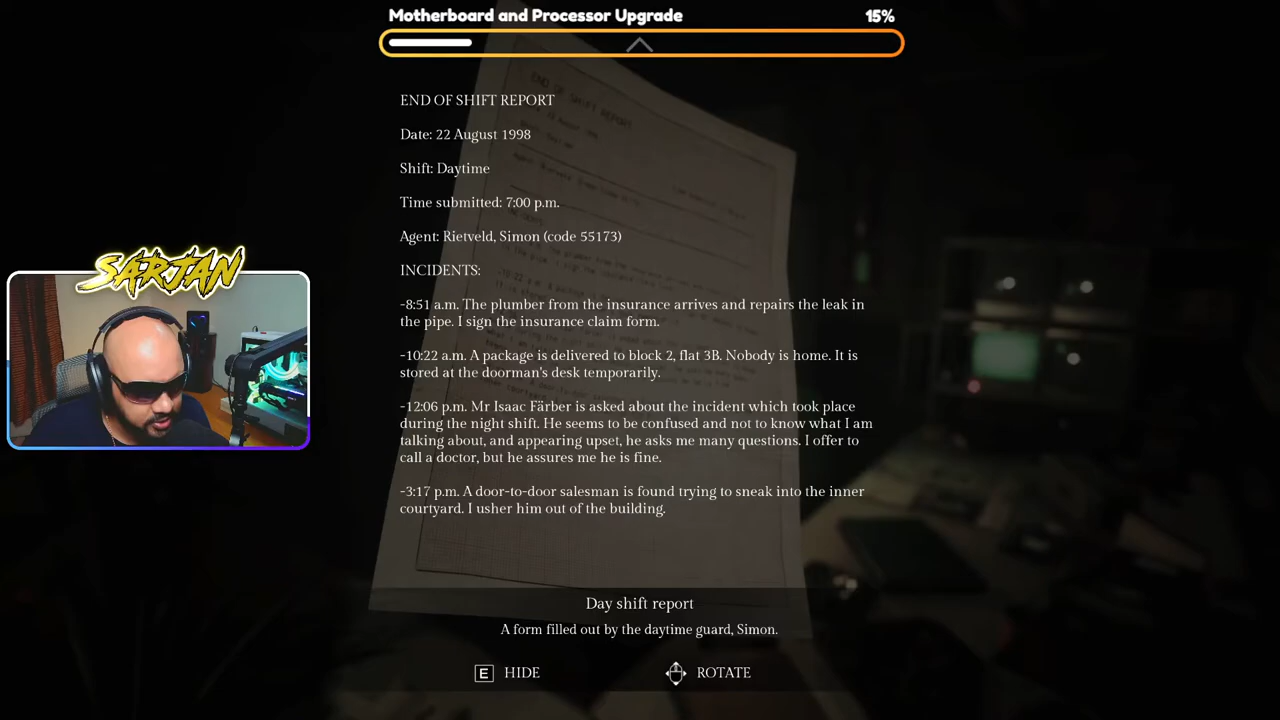 Motherboard and Processor Upgrade 15%
END OF SHIFT REPORT
Date: 22 August 1998
Shift: Daytime
Time submitted: 7:00 p.m.
Agent: Rietveld, Simon (code 55173)
INCIDENTS:
-8:51 a.m. The plumber from the insurance arrives and repairs the leak in
the pipe. I sign the insurance claim form.
-10:22 a.m. A package is delivered to block 2, flat 3B. Nobody is home. It is
stored at the doorman's desk temporarily.
-12:06 p.m. Mr Isaac Färber is asked about the incident which took place
during the night shift. He seems to be confused and not to know what I am
talking about, and appearing upset, he asks me many questions. I offer to
call a doctor, but he assures me he is fine.
-3:17 p.m. A door-to-door salesman is found trying to sneak into the inner
courtyard. I usher him out of the building.
SARJAN
Day shift report
A form filled out by the daytime guard, Simon.
E HIDE
ROTATE